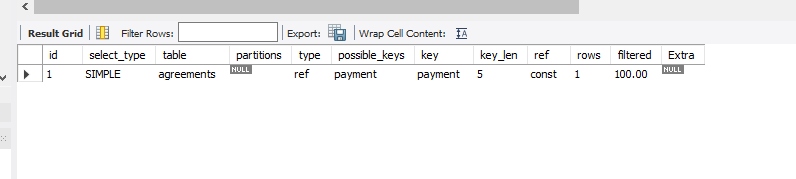 Result Grid Filter Rows: Export: Wrap Cell Content:
id select_type table partitions type possible_keys key key_len ref rows filtered Extra
1 SIMPLE agreements NULL ref payment payment 5 const 1 100.00 NULL